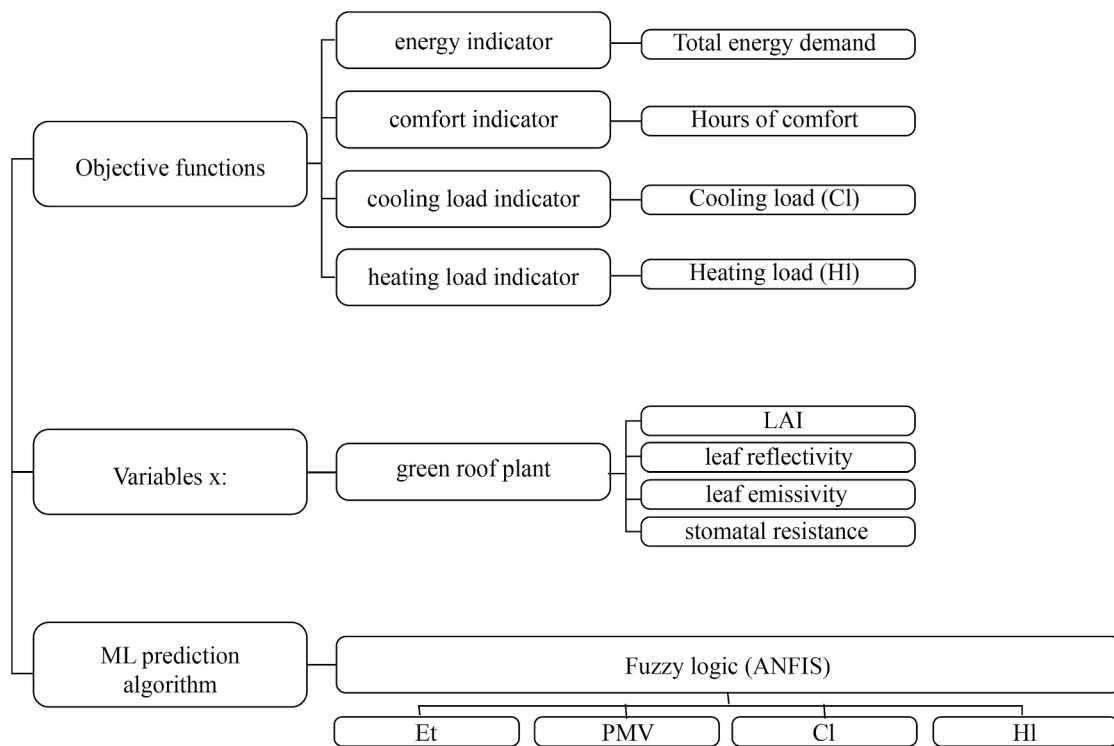 energy indicator
Total energy demand
comfort indicator
Hours of comfort
Objective functions
cooling load indicator
Cooling load (Cl)
heating load indicator
Heating load (Hl)
Variables x:
green roof plant
LAI
leaf reflectivity
leaf emissivity
stomatal resistance
ML prediction
algorithm
Fuzzy logic (ANFIS)
Et
PMV
Cl
Hl